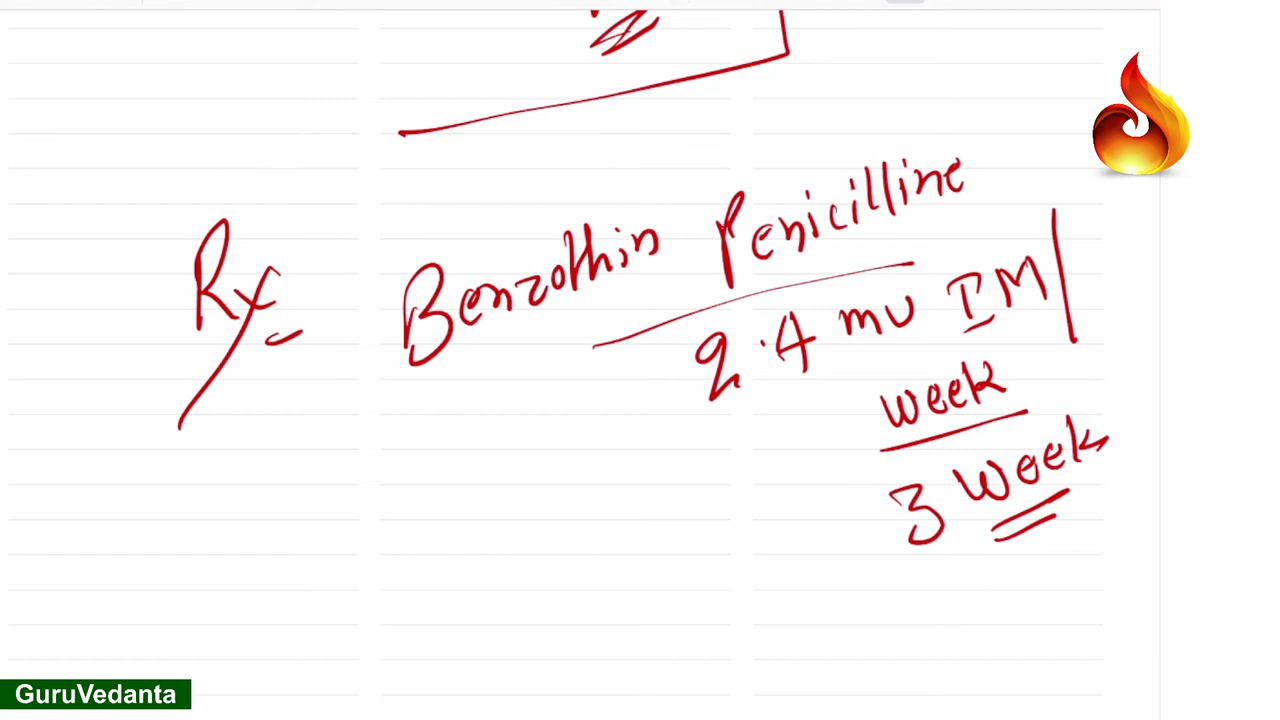 Rx Benzothin Penicilline
2.4 mu IM/
week
3 week
GuruVedanta